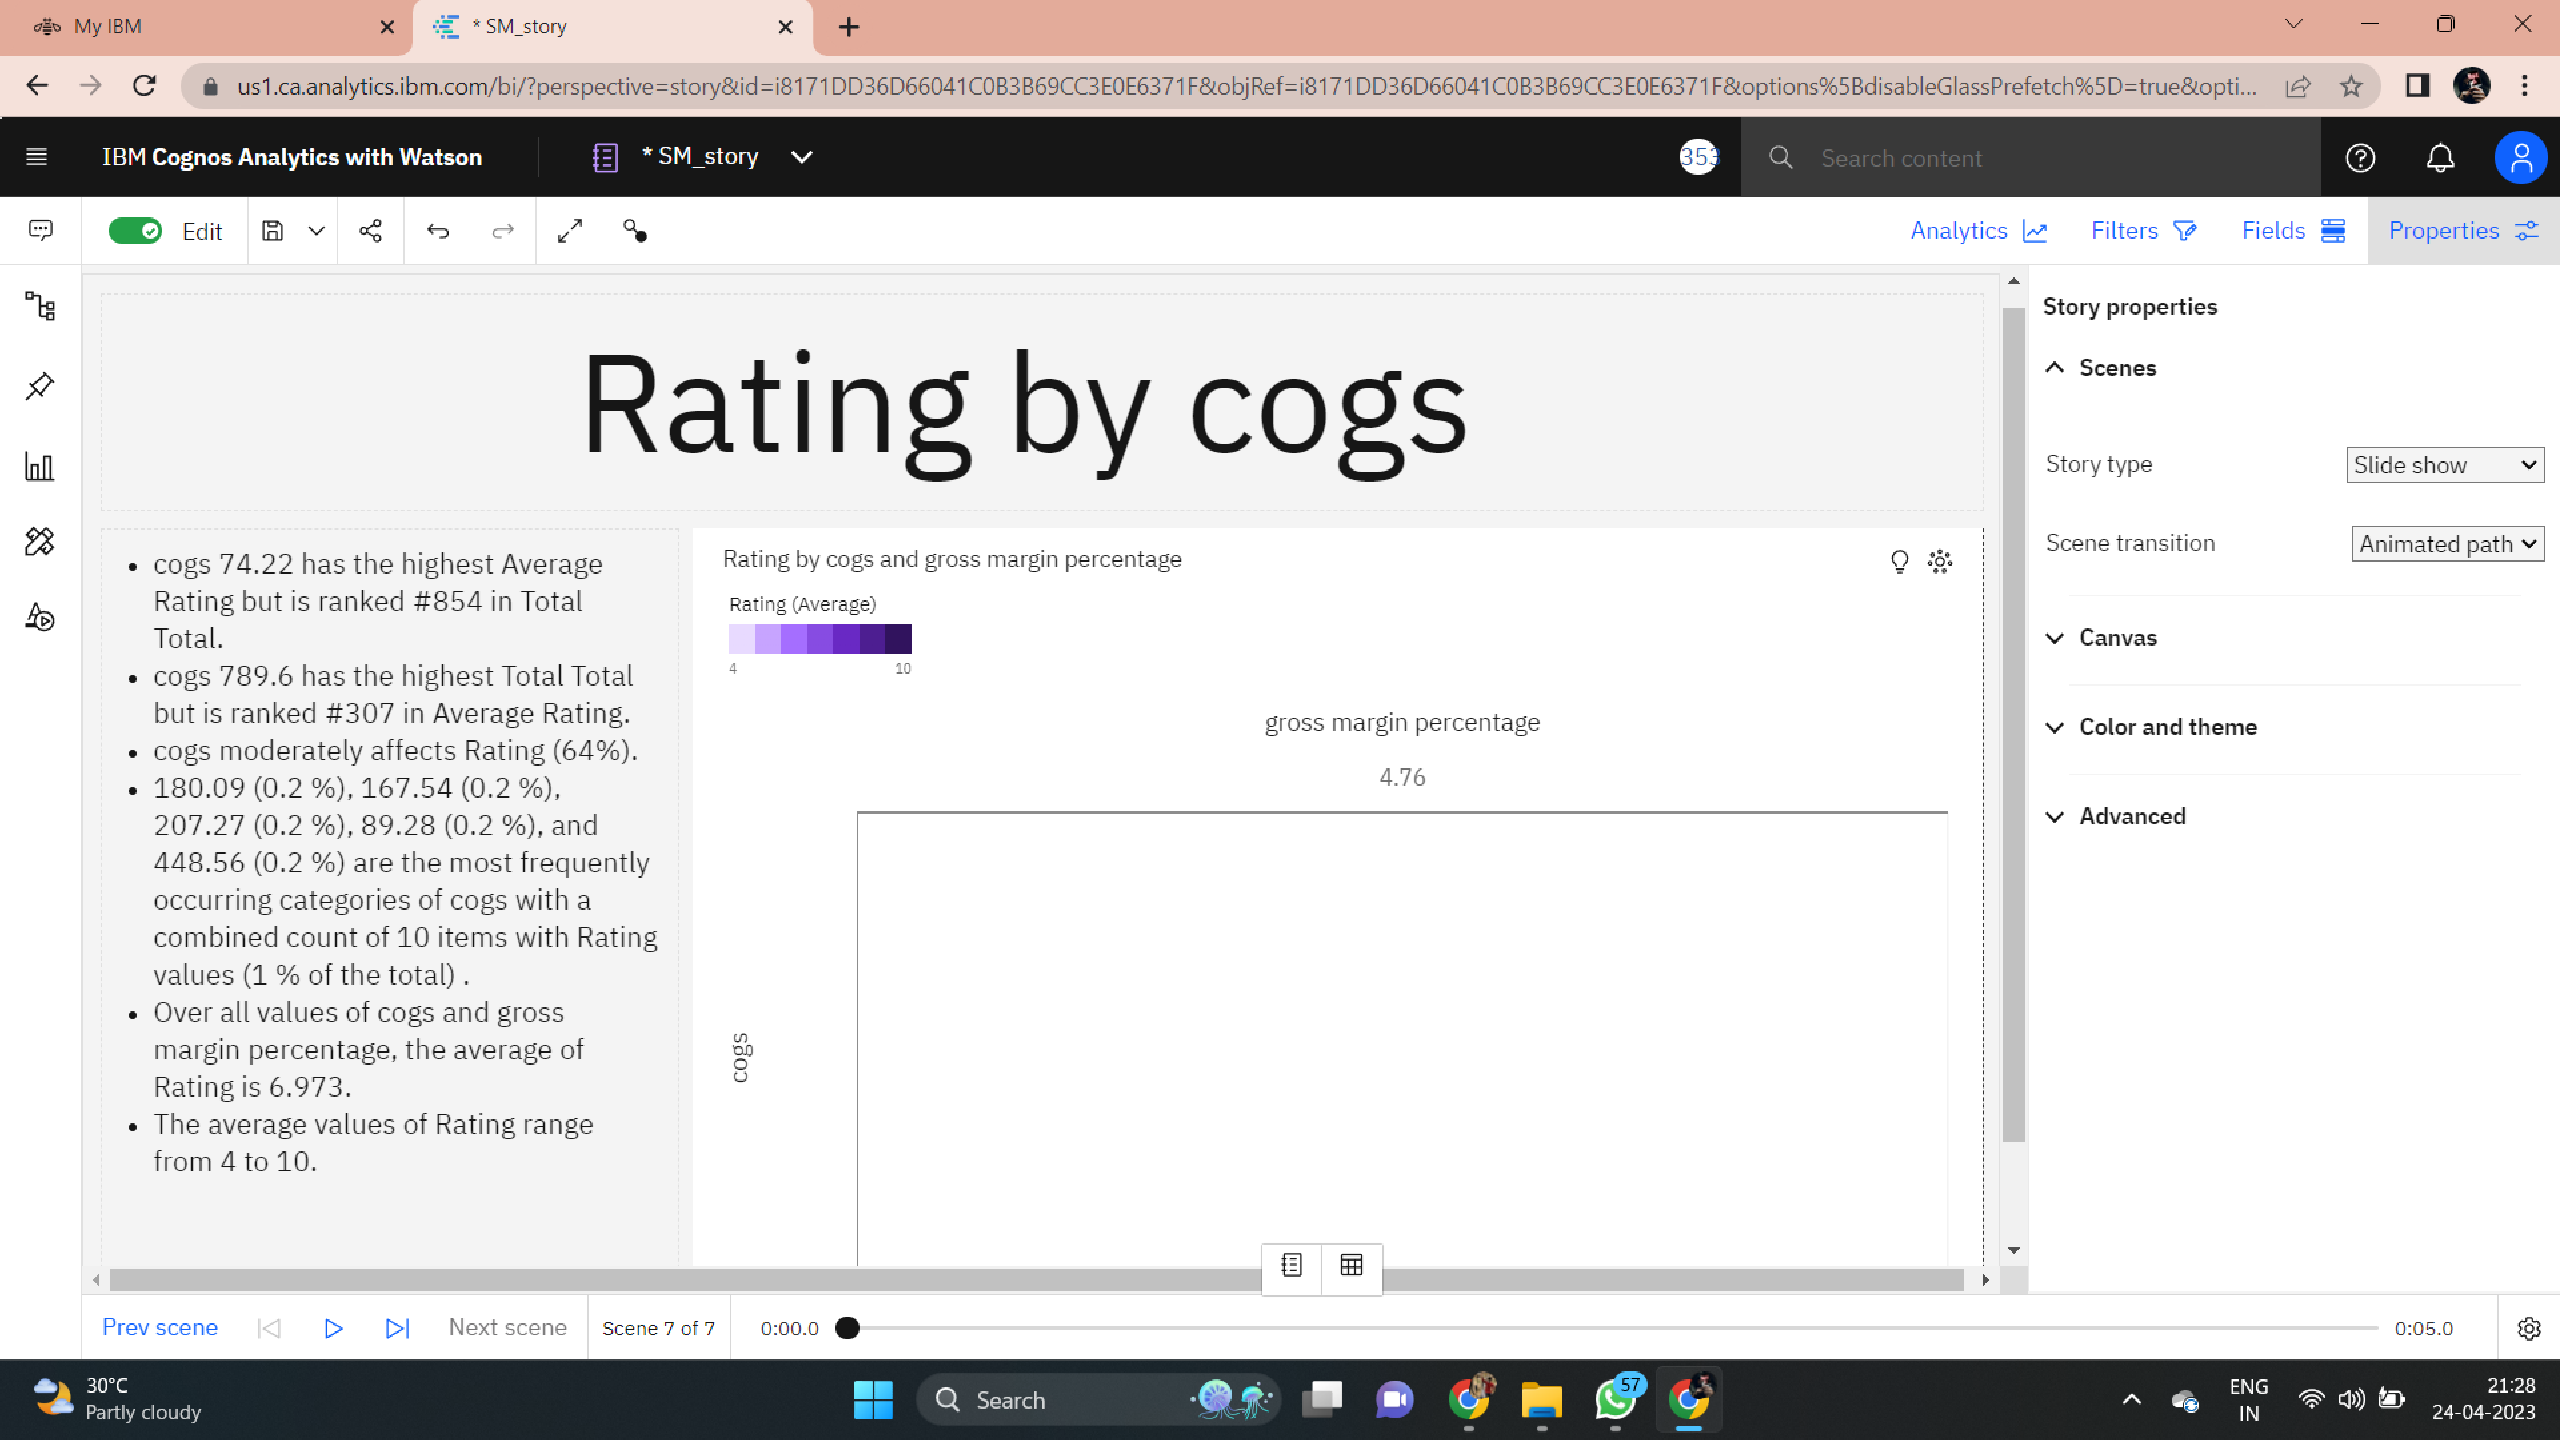 My IBM
* SM_story
us1.ca.analytics.ibm.com/bi/?perspective=story&id=i8171DD36D66041C0B3B69CC3E0E6371F&objRef=i8171DD36D66041C0B3B69CC3E0E6371F&options%5BdisableGlassPrefetch%5D=true&opti...
IBM Cognos Analytics with Watson
* SM_story
353
Search content
Edit
Analytics
Filters
Fields
Properties
Rating by cogs
• cogs 74.22 has the highest Average
Rating but is ranked #854 in Total
Total.
• cogs 789.6 has the highest Total Total
but is ranked #307 in Average Rating.
• cogs moderately affects Rating (64%).
• 180.09 (0.2 %), 167.54 (0.2 %),
207.27 (0.2 %), 89.28 (0.2 %), and
448.56 (0.2 %) are the most frequently
occurring categories of cogs with a
combined count of 10 items with Rating
values (1 % of the total) .
• Over all values of cogs and gross
margin percentage, the average of
Rating is 6.973.
• The average values of Rating range
from 4 to 10.
Rating by cogs and gross margin percentage
Rating (Average)
4 10
gross margin percentage
4.76
cogs
Story properties
Scenes
Story type
Slide show
Scene transition
Animated path
Canvas
Color and theme
Advanced
Prev scene
Next scene
Scene 7 of 7
0:00.0
0:05.0
30°C
Partly cloudy
Search
57
ENG
IN
21:28
24-04-2023